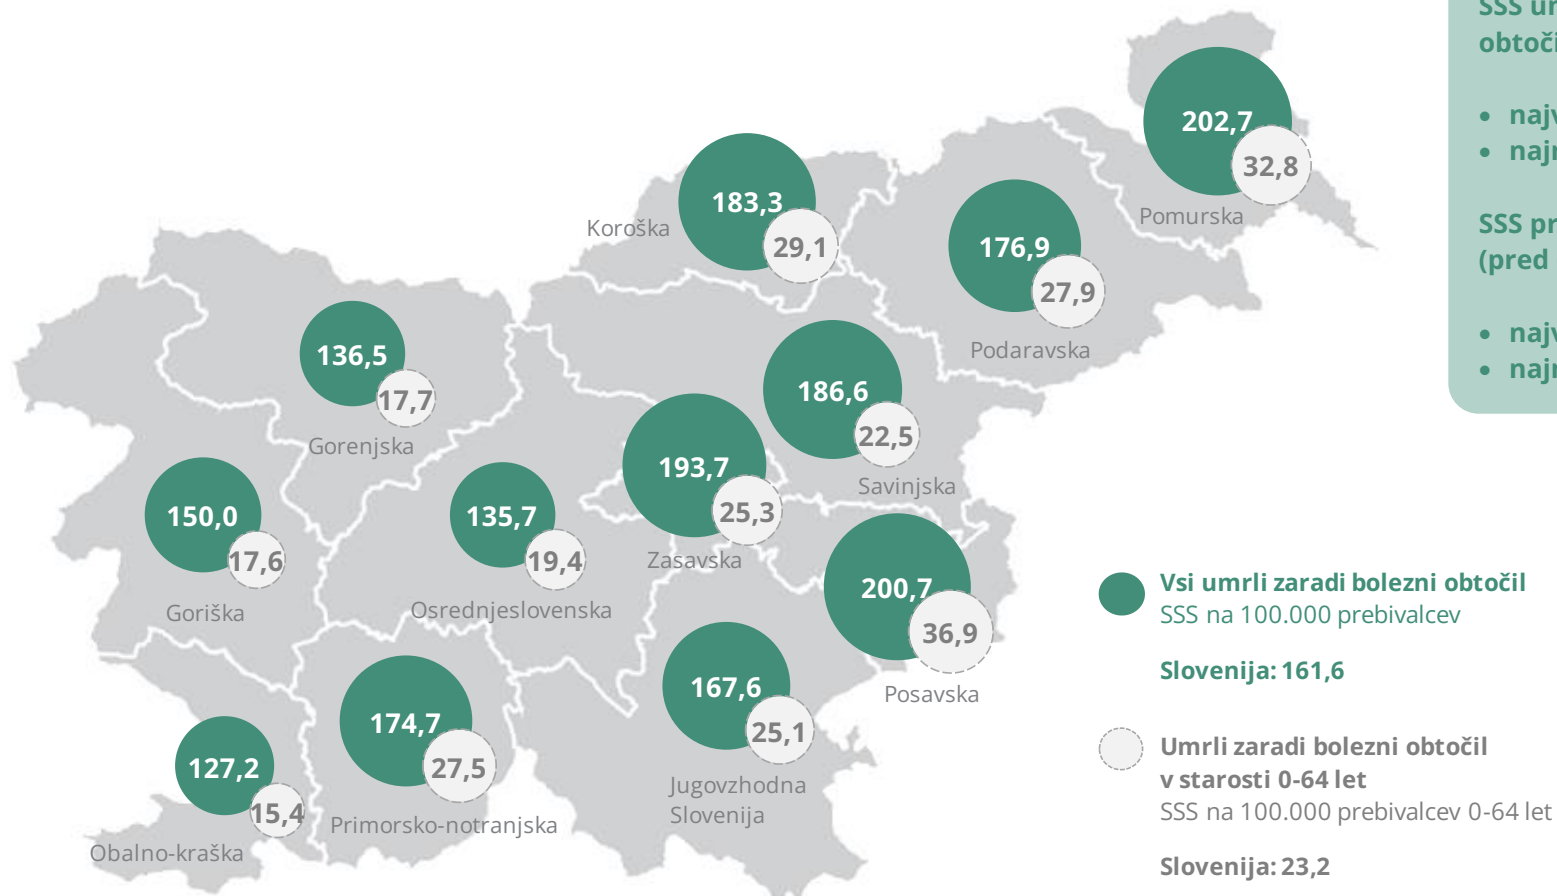 SSS
202,7
32,8
Pomurska
183,3
29,1
Koroška
176,9
27,9
Podaravska
136,5
17,7
Gorenjska
186,6
22,5
Savinjska
193,7
25,3
Zasavska
150,0
17,6
Goriška
135,7
19,4
Osrednjeslovenska
200,7
36,9
Posavska
167,6
25,1
Jugovzhodna
Slovenija
174,7
27,5
Primorsko-notranjska
127,2
15,4
Obalno-kraška
SSS
(pred
Vsi umrli zaradi bolezni obtočil
SSS na 100.000 prebivalcev
Slovenija: 161,6
Umrli zaradi bolezni obtočil
v starosti 0-64 let
SSS na 100.000 prebivalcev 0-64 let
Slovenija: 23,2